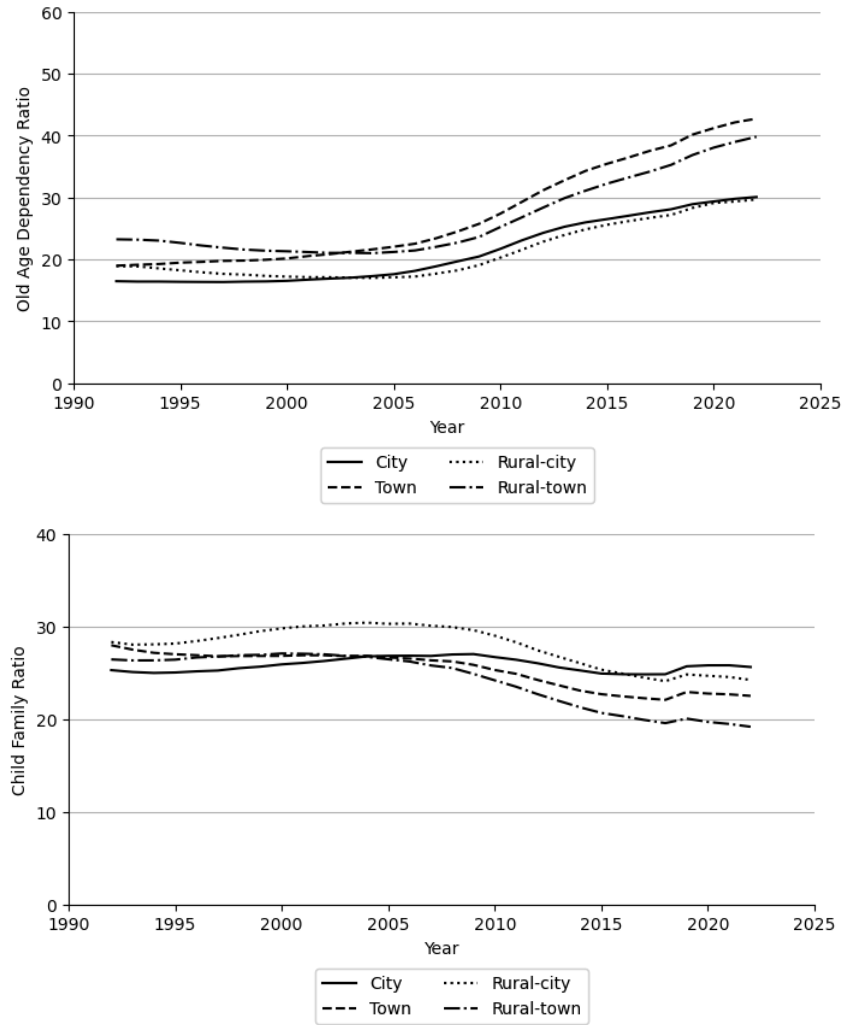 60
50
40
30
20
10
0
Old Age Dependency Ratio
1990 1995 2000 2005 2010 2015 2020 2025
Year
City Rural-city
Town Rural-town
40
30
20
10
0
Child Family Ratio
1990 1995 2000 2005 2010 2015 2020 2025
Year
City Rural-city
Town Rural-town